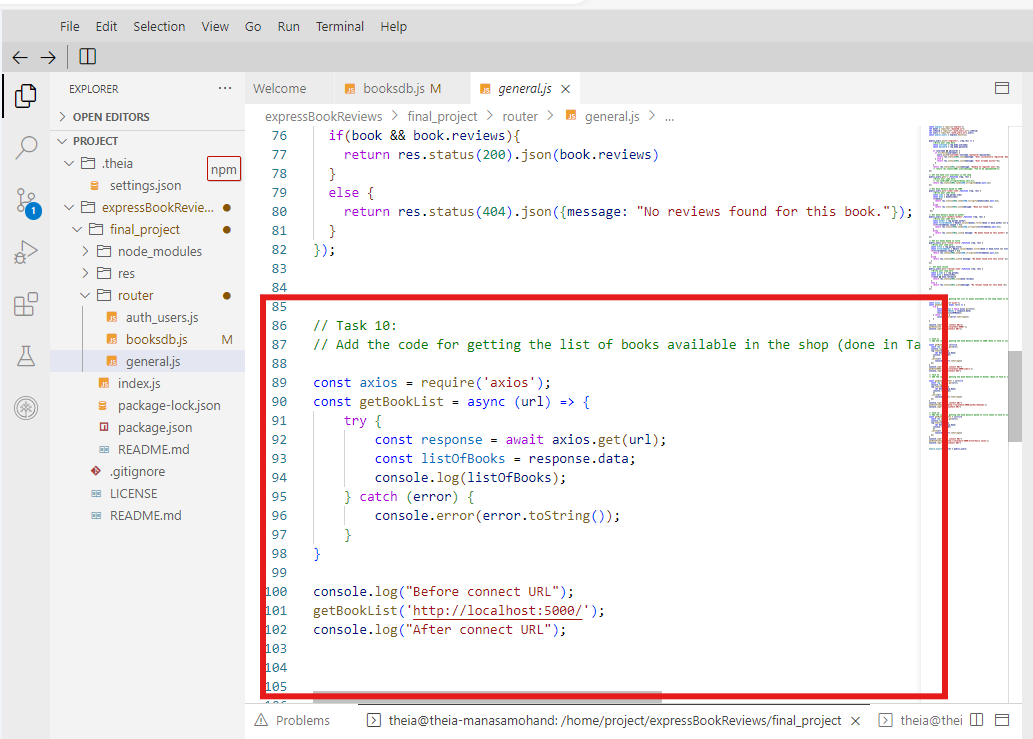 File Edit Selection View Go Run Terminal Help
EXPLORER
OPEN EDITORS
PROJECT
.theia
npm
settings.json
expressBookRevie...
final_project
node_modules
res
router
auth_users.js
booksdb.js M
general.js
index.js
package-lock.json
package.json
README.md
.gitignore
LICENSE
README.md
1
Welcome
JS booksdb.js M
JS general.js
expressBookReviews > final_project > router > JS general.js > ...
76 if(book && book.reviews){
77 return res.status(200).json(book.reviews)
78 }
79 else {
80 return res.status(404).json({message: "No reviews found for this book."});
81 }
82 });
83
84
85
86 // Task 10:
87 // Add the code for getting the list of books available in the shop (done in Ta
88
89 const axios = require('axios');
90 const getBookList = async (url) => {
91 try {
92 const response = await axios.get(url);
93 const listOfBooks = response.data;
94 console.log(listOfBooks);
95 } catch (error) {
96 console.error(error.toString());
97 }
98 }
99
100 console.log("Before connect URL");
101 getBookList('http://localhost:5000/');
102 console.log("After connect URL");
103
104
105
Problems
theia@theia-manasamohand: /home/project/expressBookReviews/final_project
theia@thei